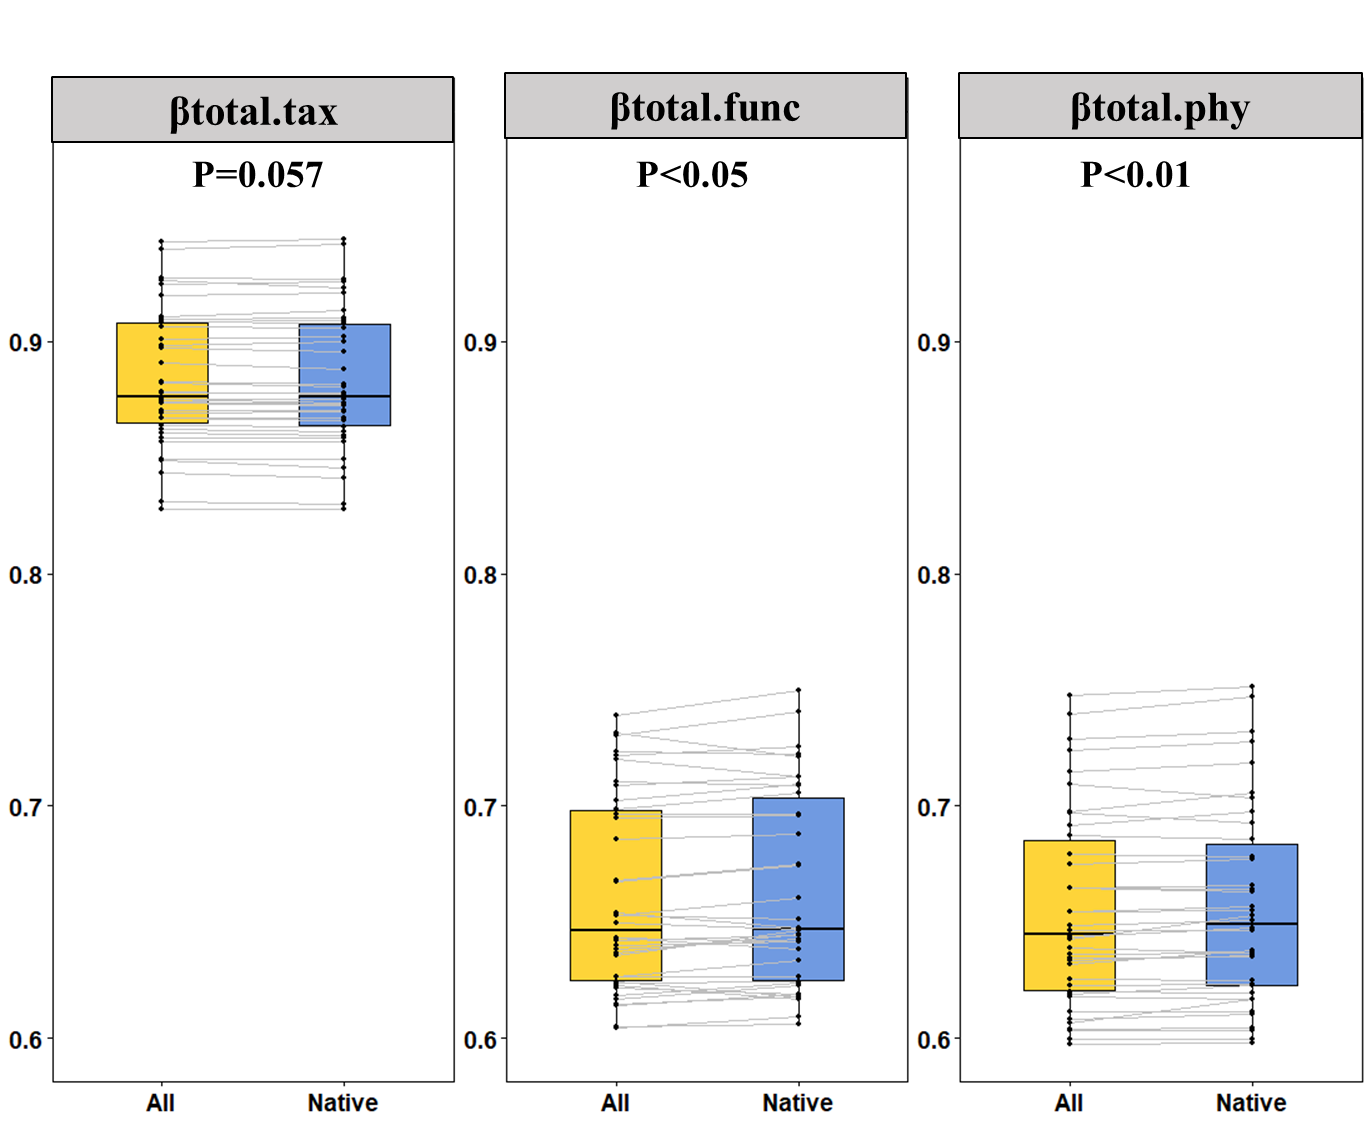 βtotal.tax
P=0.057
0.9
0.8
0.7
0.6
All Native
βtotal.func
P<0.05
0.9
0.8
0.7
0.6
All Native
βtotal.phy
P<0.01
0.9
0.8
0.7
0.6
All Native